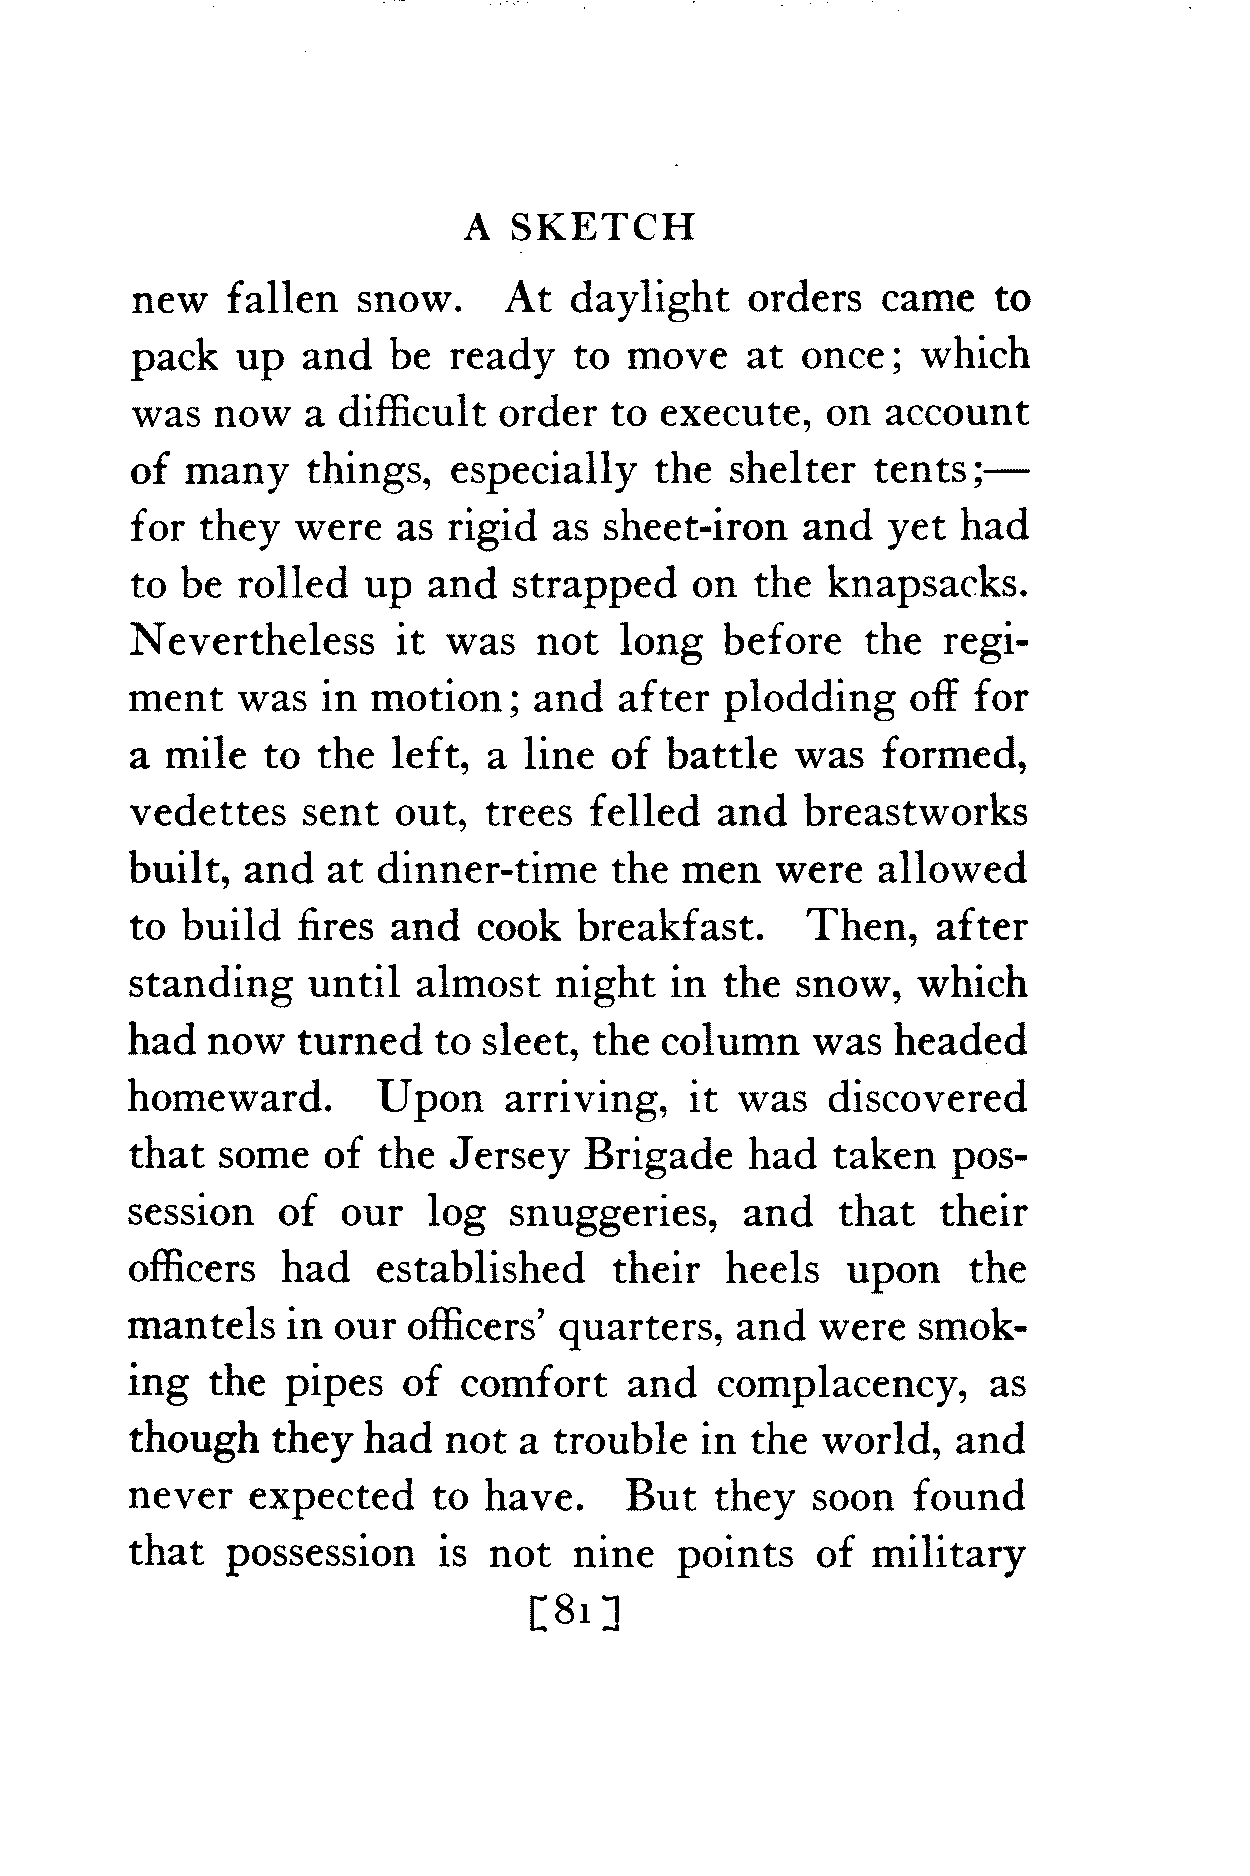 A SKETCH
new fallen snow. At daylight orders came to
pack up and be ready to move at once; which
was now a difficult order to execute, on account
of many things, especially the shelter tents;—
for they were as rigid as sheet-iron and yet had
to be rolled up and strapped on the knapsacks.
Nevertheless it was not long before the regi-
ment was in motion; and after plodding off for
a mile to the left, a line of battle was formed,
vedettes sent out, trees felled and breastworks
built, and at dinner-time the men were allowed
to build fires and cook breakfast. Then, after
standing until almost night in the snow, which
had now turned to sleet, the column was headed
homeward. Upon arriving, it was discovered
that some of the Jersey Brigade had taken pos-
session of our log snuggeries, and that their
officers had established their heels upon the
mantels in our officers' quarters, and were smok-
ing the pipes of comfort and complacency, as
though they had not a trouble in the world, and
never expected to have. But they soon found
that possession is not nine points of military
[81]